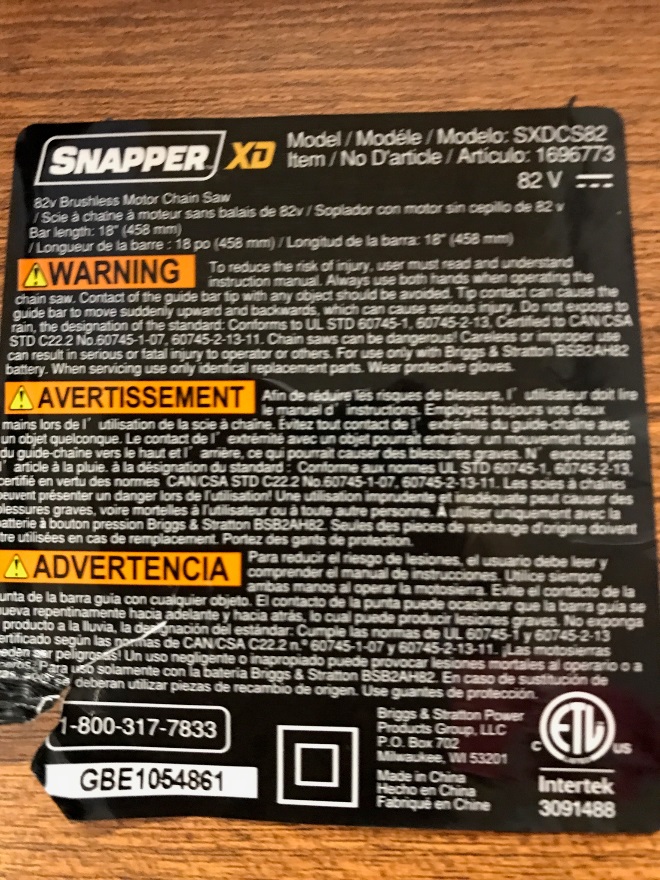 SNAPPER XD
Model / Modéle / Modelo: SXDCS82
Item / No D'article / Articulo: 1696773
82 V
82v Brushless Motor Chain Saw
/ Scie à chaîne à moteur sans balais de 82v / Soplador con motor sin cepillo de 82 v
Bar length: 18" (458 mm)
/ Longueur de la barre : 18 po (458 mm) / Longitud de la barra: 18" (458 mm)
WARNING
To reduce the risk of injury, user must read and understand
instruction manual. Always use both hands when operating the
chain saw. Contact of the guide bar tip with any object should be avoided. Tip contact can cause the
guide bar to move suddenly upward and backwards, which can cause serious injury. Do not expose to
rain, the designation of the standard: Conforms to UL STD 60745-1, 60745-2-13, Certified to CAN/CSA
STD C22.2 No.60745-1-07, 60745-2-13-11. Chain saws can be dangerous! Careless or improper use
can result in serious or fatal injury to operator or others. For use only with Briggs & Stratton BSB2AH82
battery. When servicing use only identical replacement parts. Wear protective gloves.
AVERTISSEMENT
Afin de réduire les risques de blessure, l' utilisateur doit lire
le manuel d' instructions. Employez toujours vos deux
mains lors de l' utilisation de la scie à chaîne. Évitez tout contact de l' extrémité du guide-chaîne avec
un objet quelconque. Le contact de l' extrémité avec un objet pourrait entraîner un mouvement soudain
du guide-chaîne vers le haut et l' arrière, ce qui pourrait causer des blessures graves. N' exposez pas
l' article à la pluie. à la désignation du standard : Conforme aux normes UL STD 60745-1, 60745-2-13,
certifié en vertu des normes CAN/CSA STD C22.2 No.60745-1-07, 60745-2-13-11. Les scies à chaînes
peuvent présenter un danger lors de l'utilisation! Une utilisation imprudente et inadéquate peut causer des
blessures graves, voire mortelles à l'utilisateur ou à toute autre personne. À utiliser uniquement avec la
batterie à bouton pression Briggs & Stratton BSB2AH82. Seules des pièces de rechange d'origine doivent
tre utilisées en cas de remplacement. Portez des gants de protection.
ADVERTENCIA
Para reducir el riesgo de lesiones, el usuario debe leer y
comprender el manual de instrucciones. Utilice siempre
mbas manos al operar la motosierra. Evite el contacto de la
unta de la barra guía con cualquier objeto. El contacto de la punta puede ocasionar que la barra guía se
ueva repentinamente hacia adelante y hacia atrás, lo cual puede producir lesiones graves. No exponga
producto a la lluvia, la designación del estándar: Cumple las normas de UL 60745-1 y 60745-2-13
ertificado según las normas de CAN/CSA C22.2 n.º 60745-1-07 y 60745-2-13-11. ¡Las motosierras
eden ser peligrosas! Un uso negligente o inapropiado puede provocar lesiones mortales al operario o a
Para uso solamente con la batería Briggs & Stratton BSB2AH82. En caso de sustitución de
se deberan utilizar piezas de recambio de origen. Use guantes de protección.
1-800-317-7833
GBE1054861
Briggs & Stratton Power
Products Group, LLC
P.O. Box 702
Milwaukee, WI 53201
Made in China
Hecho en China
Fabriqué en Chine
C ETL US
Intertek
3091488